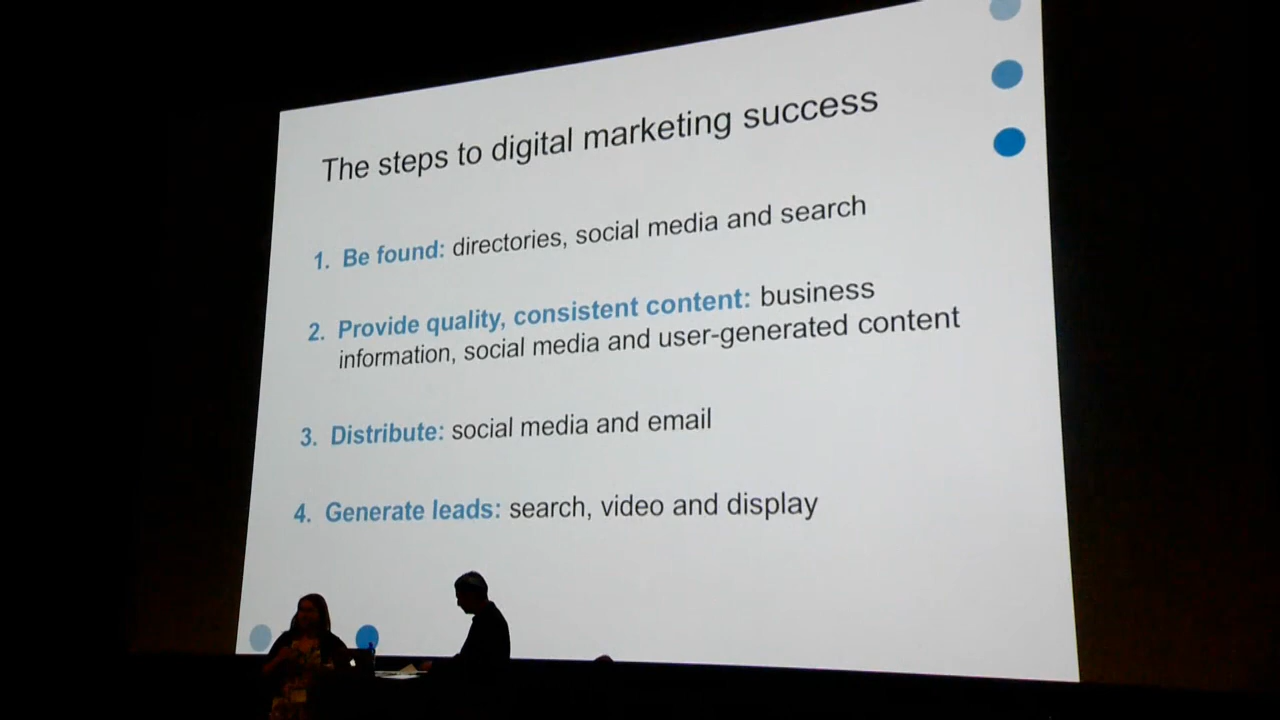 The steps to digital marketing success
1. Be found: directories, social media and search
2. Provide quality, consistent content: business
information, social media and user-generated content
3. Distribute: social media and email
4. Generate leads: search, video and display